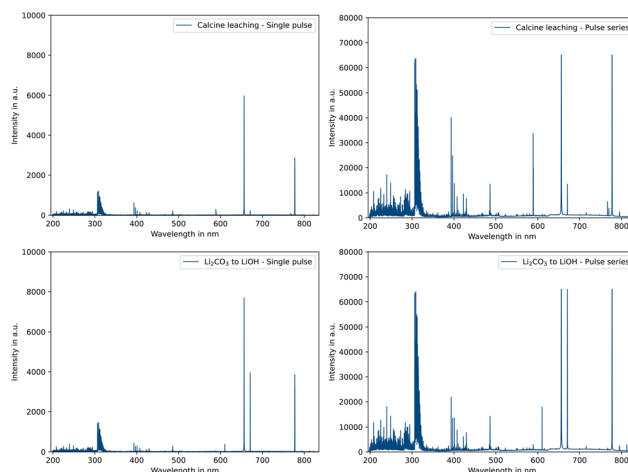 10000
8000
6000
4000
2000
0
200 300 400 500 600 700 800
Intensity in a.u.
Wavelength in nm
Calcine leaching - Single pulse
80000
70000
60000
50000
40000
30000
20000
10000
0
200 300 400 500 600 700 800
Intensity in a.u.
Wavelength in nm
Calcine leaching - Pulse series
10000
8000
6000
4000
2000
0
200 300 400 500 600 700 800
Intensity in a.u.
Wavelength in nm
Li₂CO₃ to LiOH - Single pulse
80000
70000
60000
50000
40000
30000
20000
10000
0
200 300 400 500 600 700 800
Intensity in a.u.
Wavelength in nm
Li₂CO₃ to LiOH - Pulse series